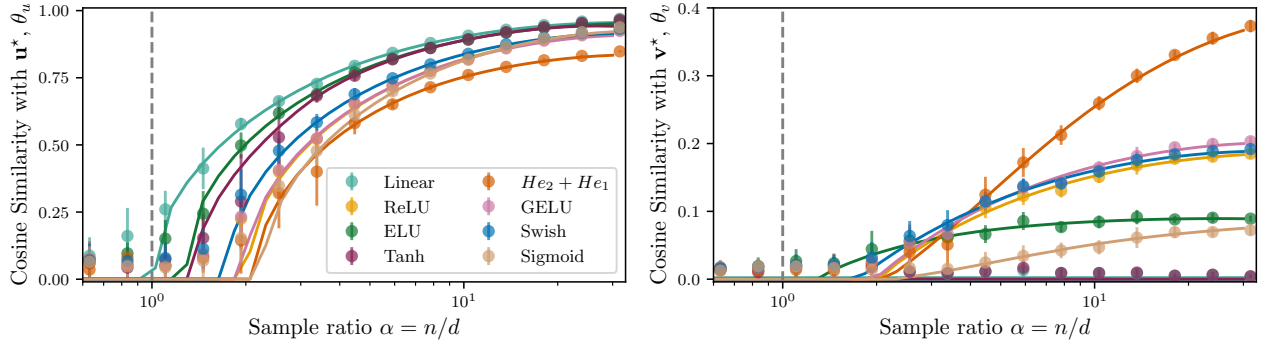 Cosine Similarity with u⋆, θu
1.00
0.75
0.50
0.25
0.00
10⁰
10¹
Sample ratio α = n/d
Linear
ReLU
ELU
Tanh
He₂ + He₁
GELU
Swish
Sigmoid
Cosine Similarity with v⋆, θv
0.4
0.3
0.2
0.1
0.0
10⁰
10¹
Sample ratio α = n/d